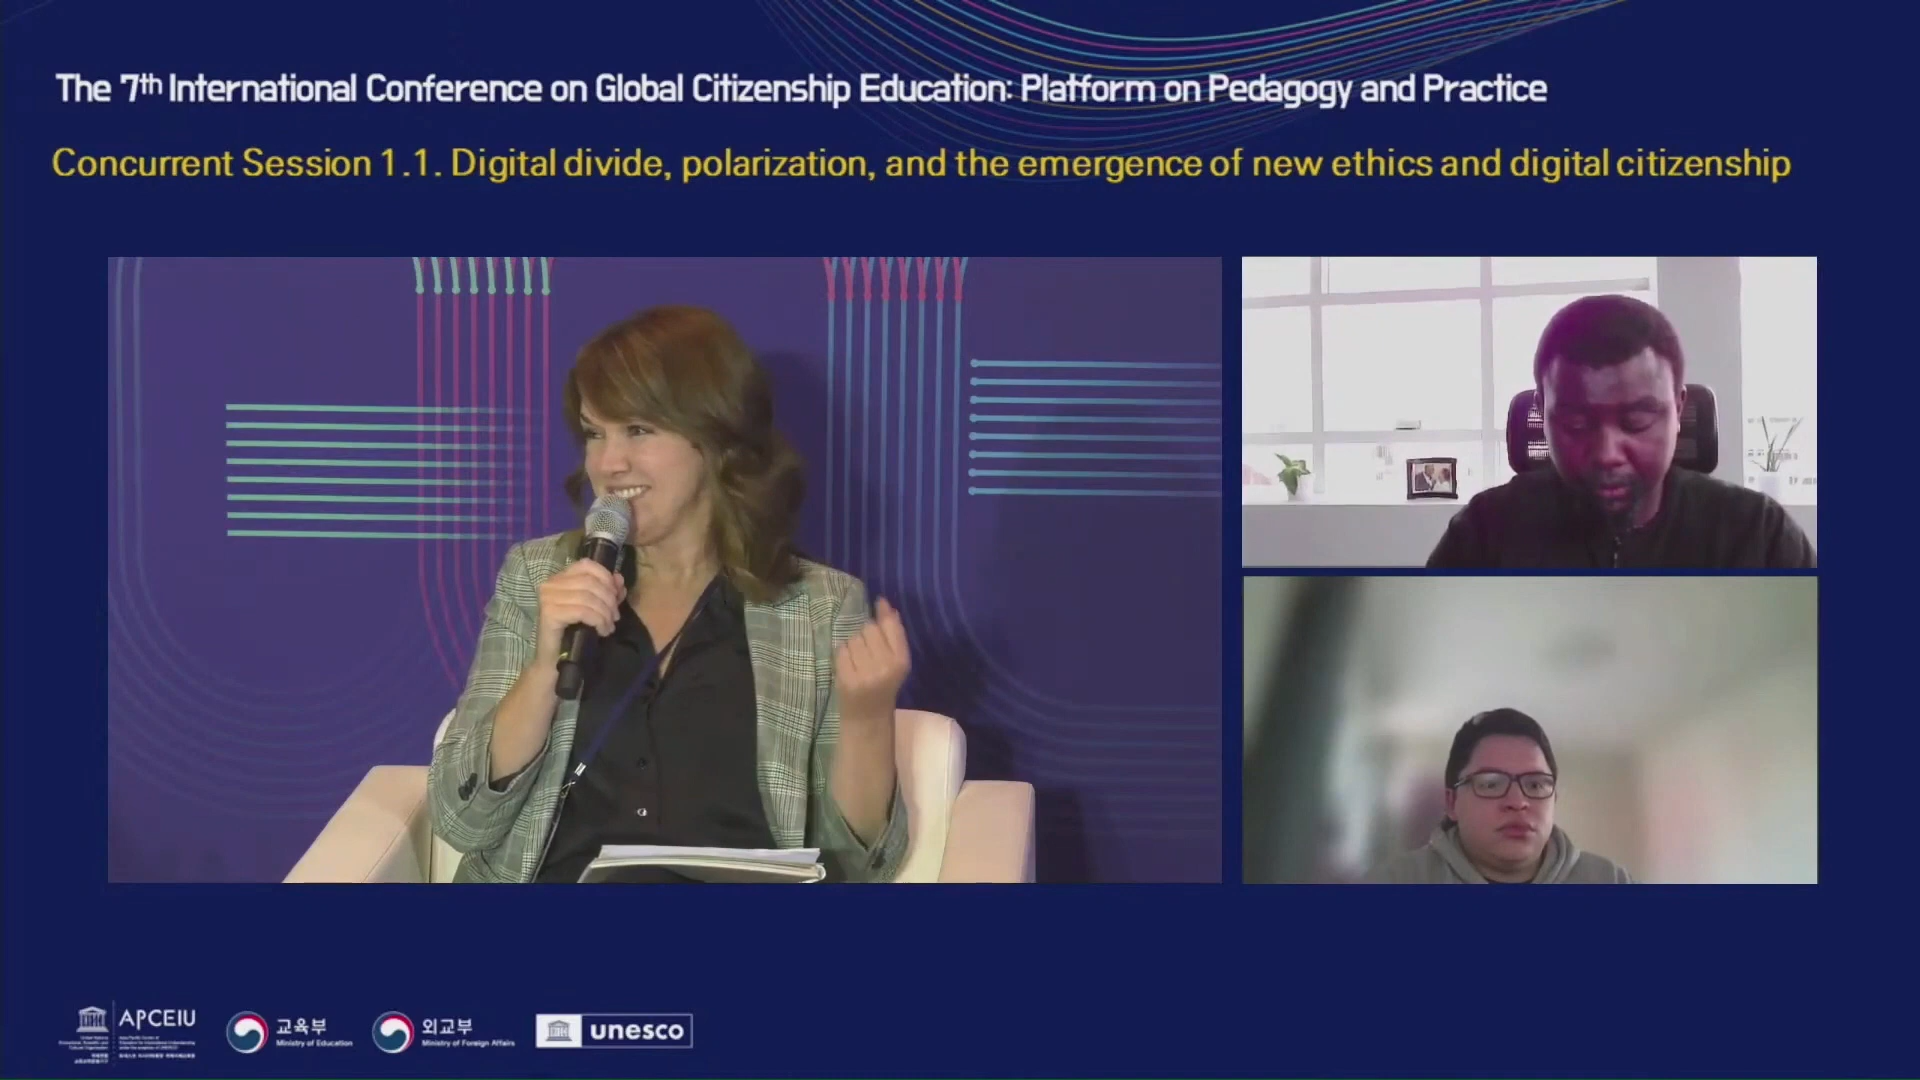 The 7th International Conference on Global Citizenship Education: Platform on Pedagogy and Practice
Concurrent Session 1.1. Digital divide, polarization, and the emergence of new ethics and digital citizenship
APCEIU
교육부
Ministry of Education
외교부
Ministry of Foreign Affairs
unesco